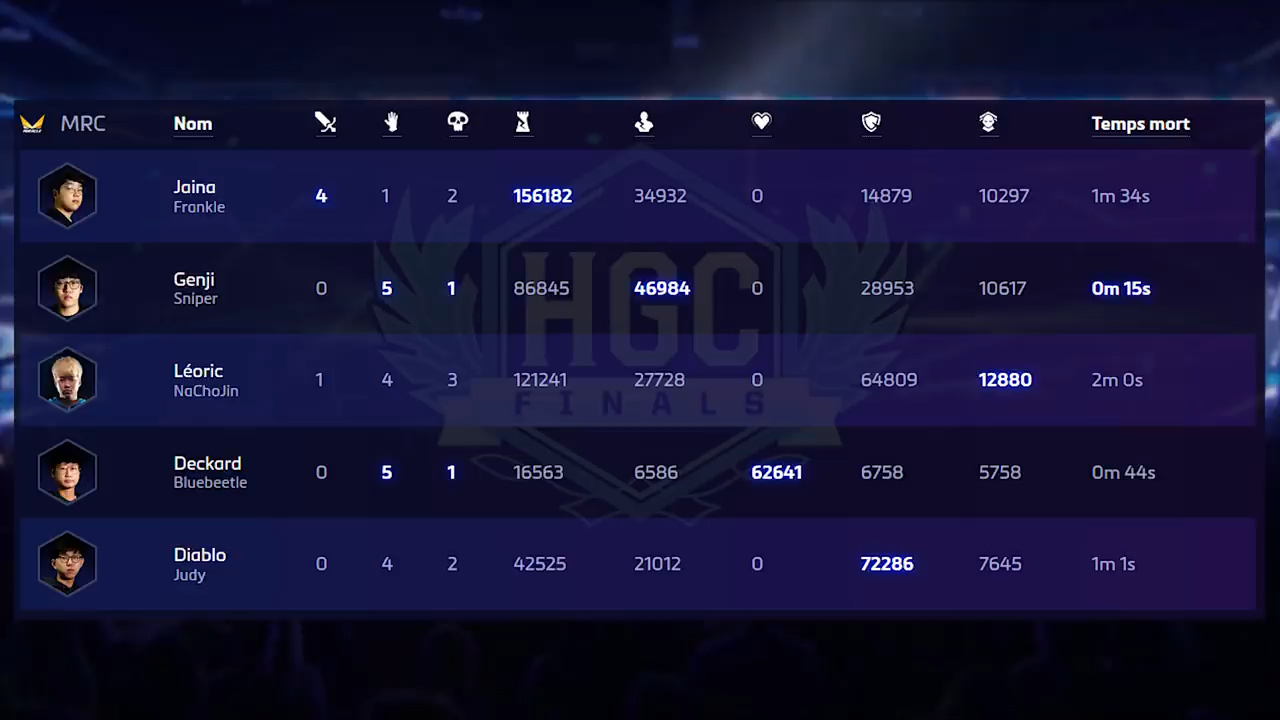 MRC Nom Temps mort
Jaina 4 1 2 156182 34932 0 14879 10297 1m 34s
Frankle
Genji 0 5 1 86845 46984 0 28953 10617 0m 15s
Sniper
Léoric 1 4 3 121241 27728 0 64809 12880 2m 0s
NaChoJin
Deckard 0 5 1 16563 6586 62641 6758 5758 0m 44s
Bluebeetle
Diablo 0 4 2 42525 21012 0 72286 7645 1m 1s
Judy
HGC
FINALS